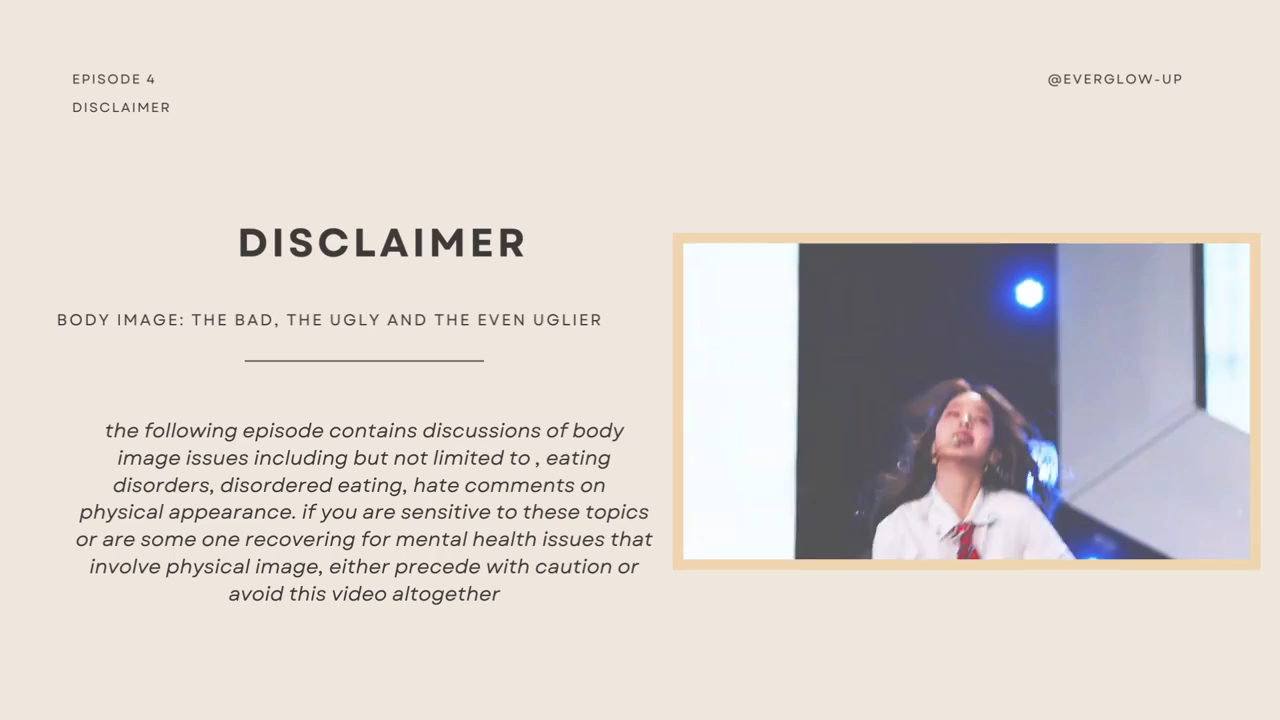 EPISODE 4
DISCLAIMER
@EVERGLOW-UP
DISCLAIMER
BODY IMAGE: THE BAD, THE UGLY AND THE EVEN UGLIER
the following episode contains discussions of body
image issues including but not limited to , eating
disorders, disordered eating, hate comments on
physical appearance. if you are sensitive to these topics
or are some one recovering for mental health issues that
involve physical image, either precede with caution or
avoid this video altogether